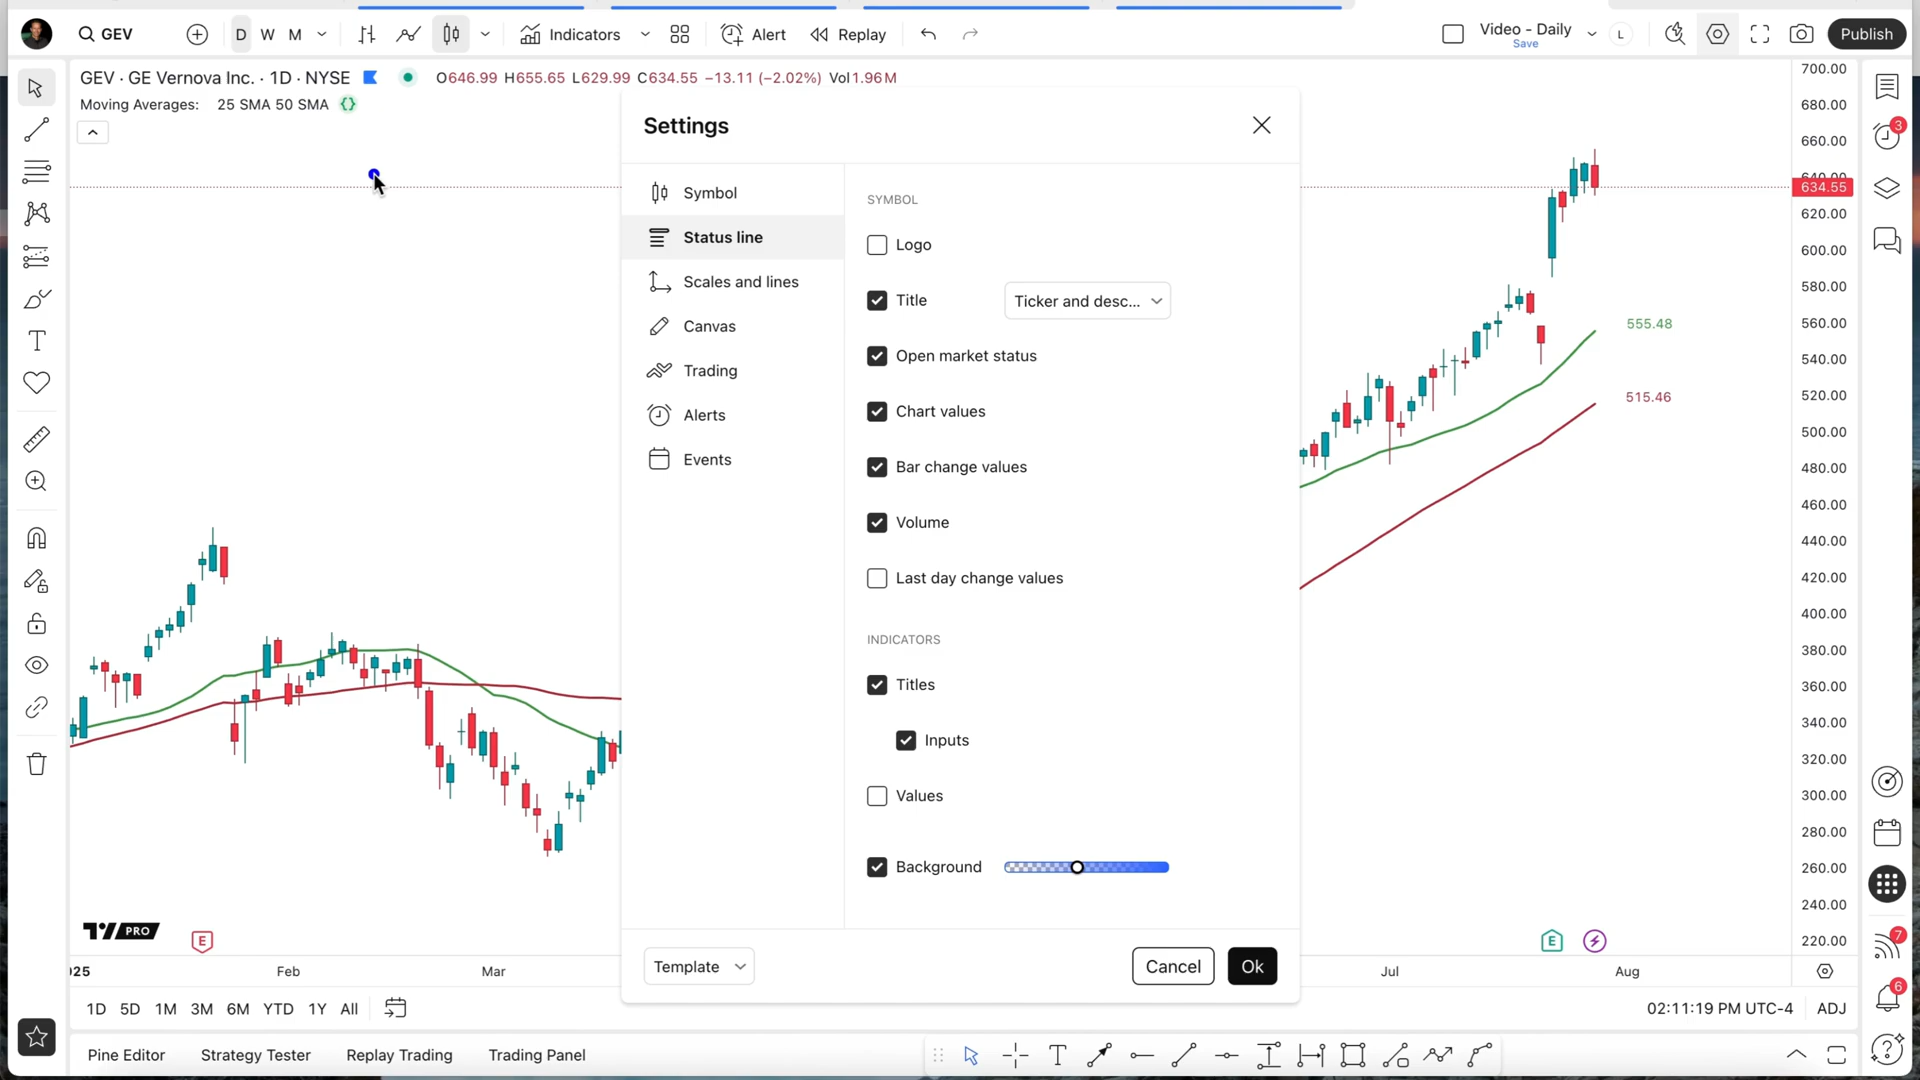 GEV
D
W
M
Indicators
Alert
Replay
Video - Daily
Save
L
Publish
GEV · GE Vernova Inc. · 1D · NYSE
O646.99 H655.65 L629.99 C634.55 −13.11 (−2.02%) Vol1.96M
Moving Averages: 25 SMA 50 SMA
Settings
Symbol
Status line
Scales and lines
Canvas
Trading
Alerts
Events
SYMBOL
Logo
Title
Ticker and desc...
Open market status
Chart values
Bar change values
Volume
Last day change values
INDICATORS
Titles
Inputs
Values
Background
Template
Cancel
Ok
555.48
515.46
700.00
680.00
660.00
640.00
634.55
620.00
600.00
580.00
560.00
540.00
520.00
500.00
480.00
460.00
440.00
420.00
400.00
380.00
360.00
340.00
320.00
300.00
280.00
260.00
240.00
220.00
3
7
6
PRO
E
E
25
Feb
Mar
Jul
Aug
1D 5D 1M 3M 6M YTD 1Y All
02:11:19 PM UTC-4
ADJ
Pine Editor
Strategy Tester
Replay Trading
Trading Panel